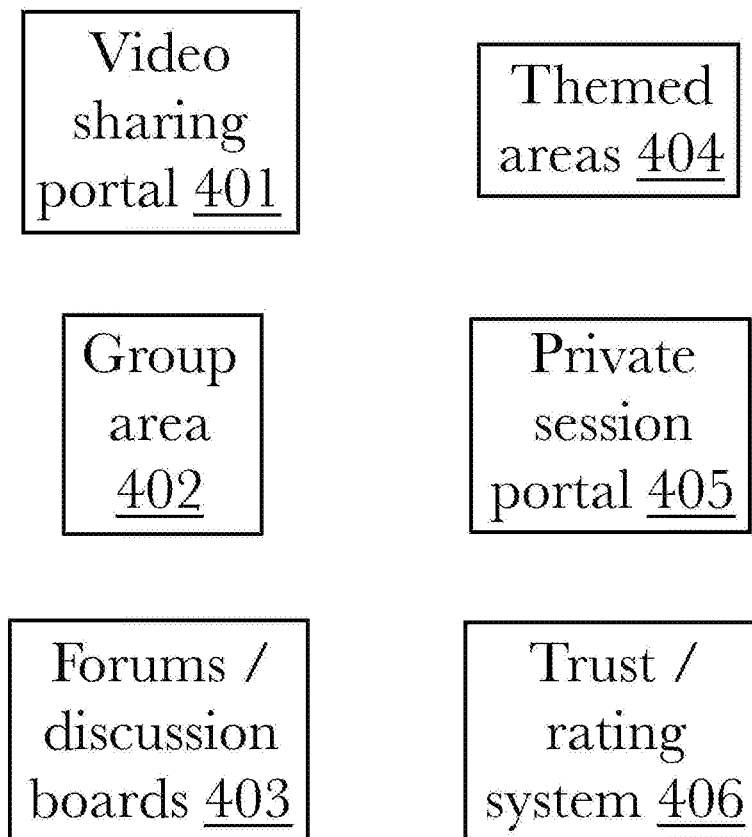 Video
sharing
portal 401
Themed
areas 404
Group
area
402
Private
session
portal 405
Forums /
discussion
boards 403
Trust /
rating
system 406